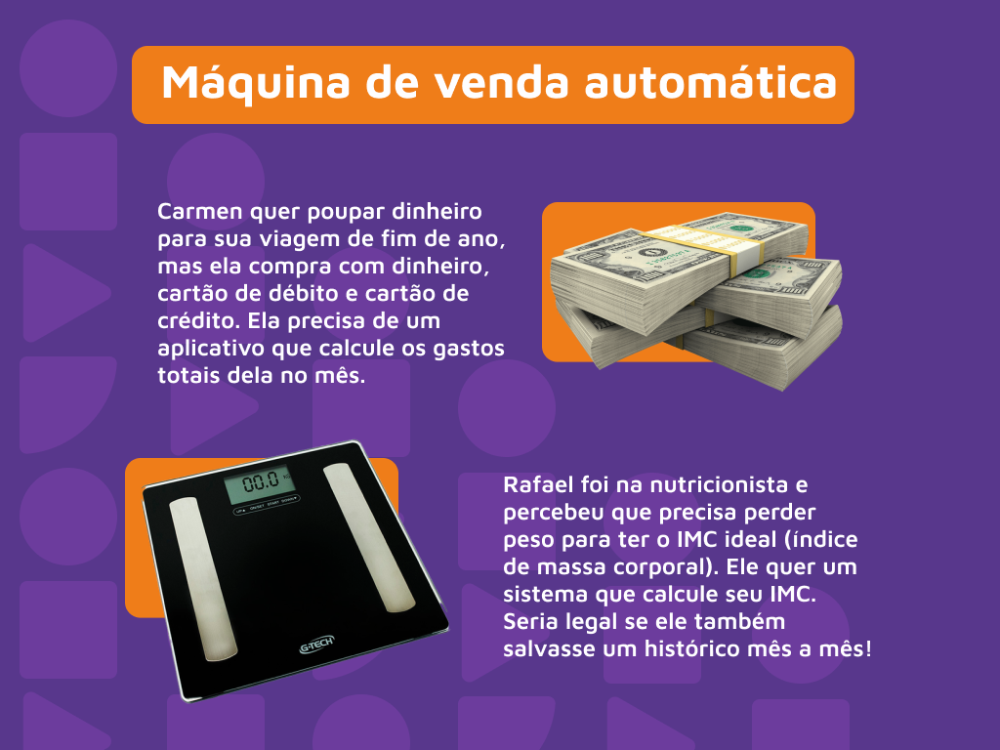 Máquina de venda automática
Carmen quer poupar dinheiro
para sua viagem de fim de ano,
mas ela compra com dinheiro,
cartão de débito e cartão de
crédito. Ela precisa de um
aplicativo que calcule os gastos
totais dela no mês.
00.0
G-TECH
Rafael foi na nutricionista e
percebeu que precisa perder
peso para ter o IMC ideal (índice
de massa corporal). Ele quer um
sistema que calcule seu IMC.
Seria legal se ele também
salvasse um histórico mês a mês!